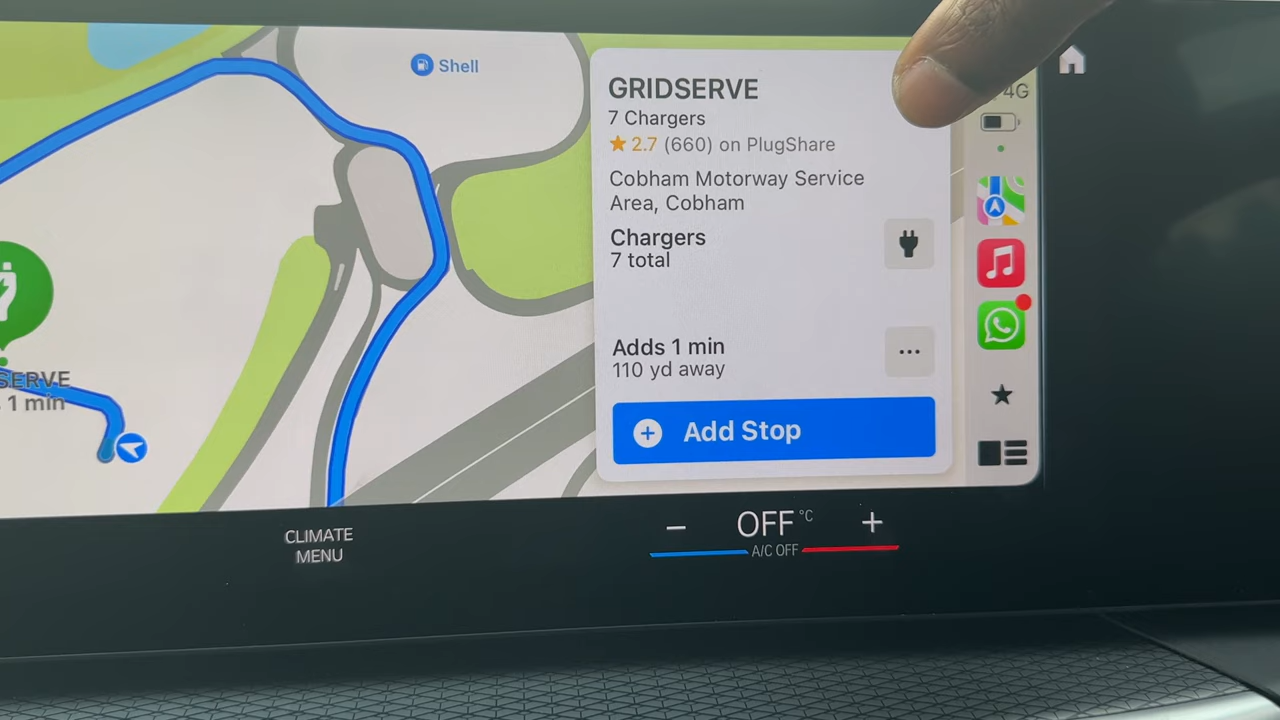 Shell
SERVE
1 min
GRIDSERVE
7 Chargers
2.7 (660) on PlugShare
Cobham Motorway Service
Area, Cobham
Chargers
7 total
Adds 1 min
110 yd away
Add Stop
4G
CLIMATE
MENU
OFF °C
A/C OFF